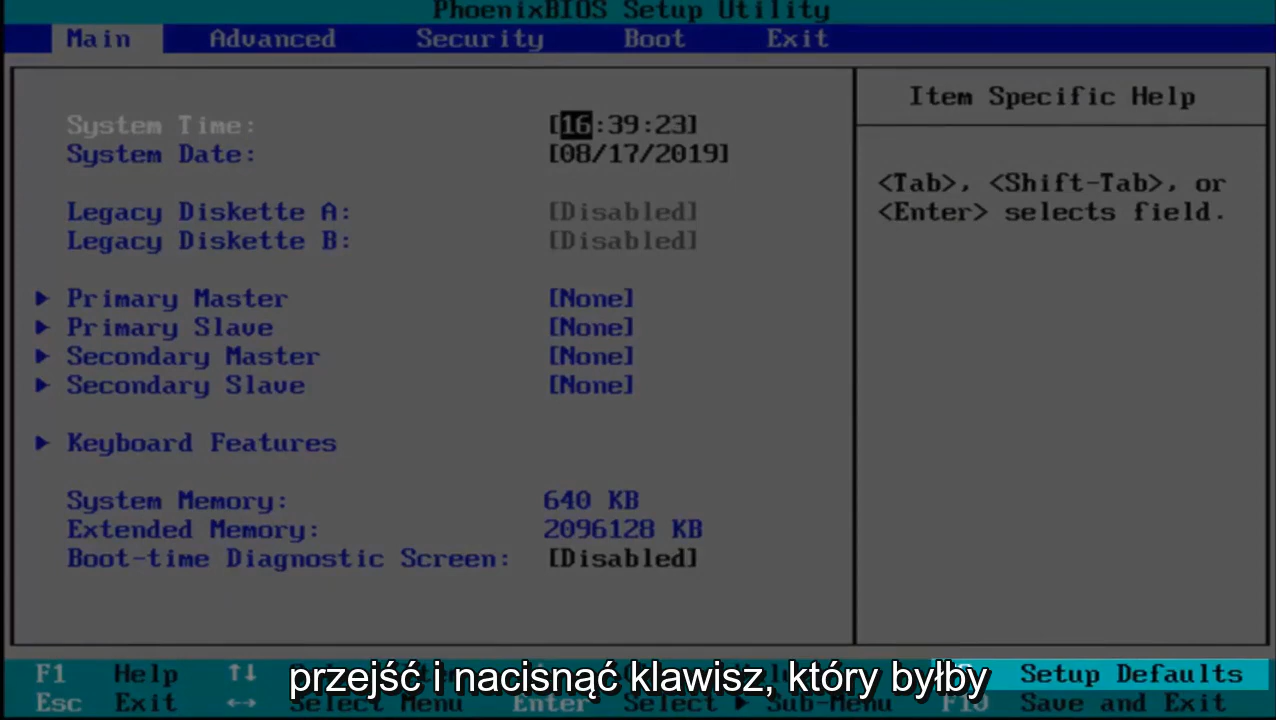 PhoenixBIOS Setup Utility
Main Advanced Security Boot Exit
Item Specific Help
System Time: [16:39:23]
System Date: [08/17/2019]
<Tab>, <Shift-Tab>, or
<Enter> selects field.
Legacy Diskette A: [Disabled]
Legacy Diskette B: [Disabled]
Primary Master [None]
Primary Slave [None]
Secondary Master [None]
Secondary Slave [None]
Keyboard Features
System Memory: 640 KB
Extended Memory: 2096128 KB
Boot-time Diagnostic Screen: [Disabled]
F1 Help ↑↓ Setup Defaults
przejść i nacisnąć klawisz, który byłby
Esc Exit ↔ Select Menu Enter Select ▶ Sub-Menu F10 Save and Exit